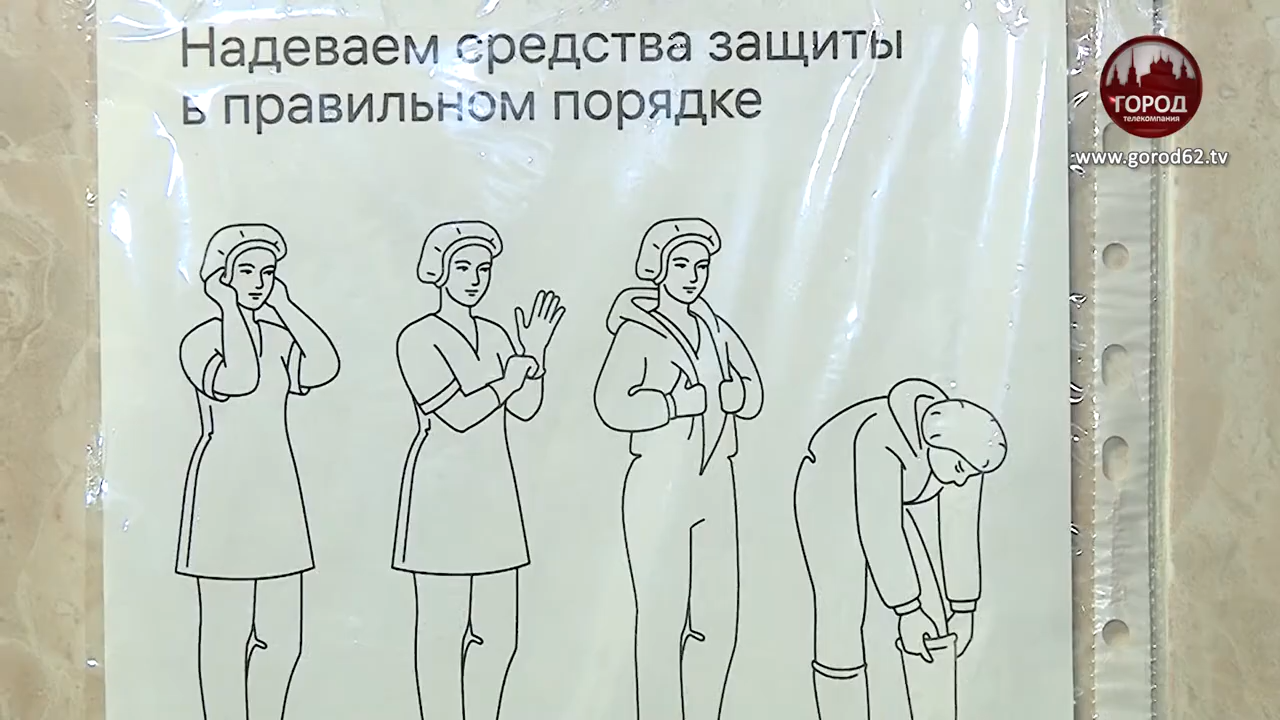 Надеваем средства защиты
в правильном порядке
ГОРОД
телекомпания
www.gorod62.tv